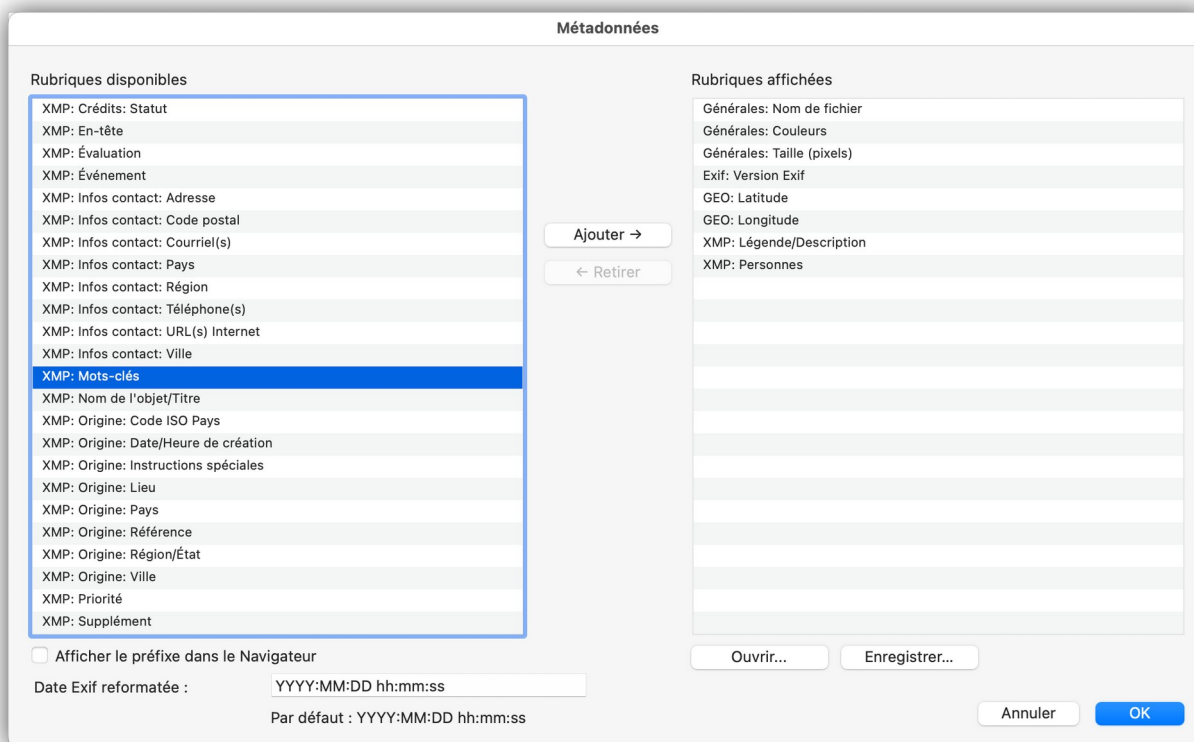 Métadonnées
Rubriques disponibles
XMP: Crédits: Statut
XMP: En-tête
XMP: Évaluation
XMP: Événement
XMP: Infos contact: Adresse
XMP: Infos contact: Code postal
XMP: Infos contact: Courriel(s)
XMP: Infos contact: Pays
XMP: Infos contact: Région
XMP: Infos contact: Téléphone(s)
XMP: Infos contact: URL(s) Internet
XMP: Infos contact: Ville
XMP: Mots-clés
XMP: Nom de l'objet/Titre
XMP: Origine: Code ISO Pays
XMP: Origine: Date/Heure de création
XMP: Origine: Instructions spéciales
XMP: Origine: Lieu
XMP: Origine: Pays
XMP: Origine: Référence
XMP: Origine: Région/État
XMP: Origine: Ville
XMP: Priorité
XMP: Supplément
Ajouter →
← Retirer
Rubriques affichées
Générales: Nom de fichier
Générales: Couleurs
Générales: Taille (pixels)
Exif: Version Exif
GEO: Latitude
GEO: Longitude
XMP: Légende/Description
XMP: Personnes
Afficher le préfixe dans le Navigateur
Date Exif reformatée :
YYYY:MM:DD hh:mm:ss
Par défaut : YYYY:MM:DD hh:mm:ss
Ouvrir...
Enregistrer...
Annuler
OK